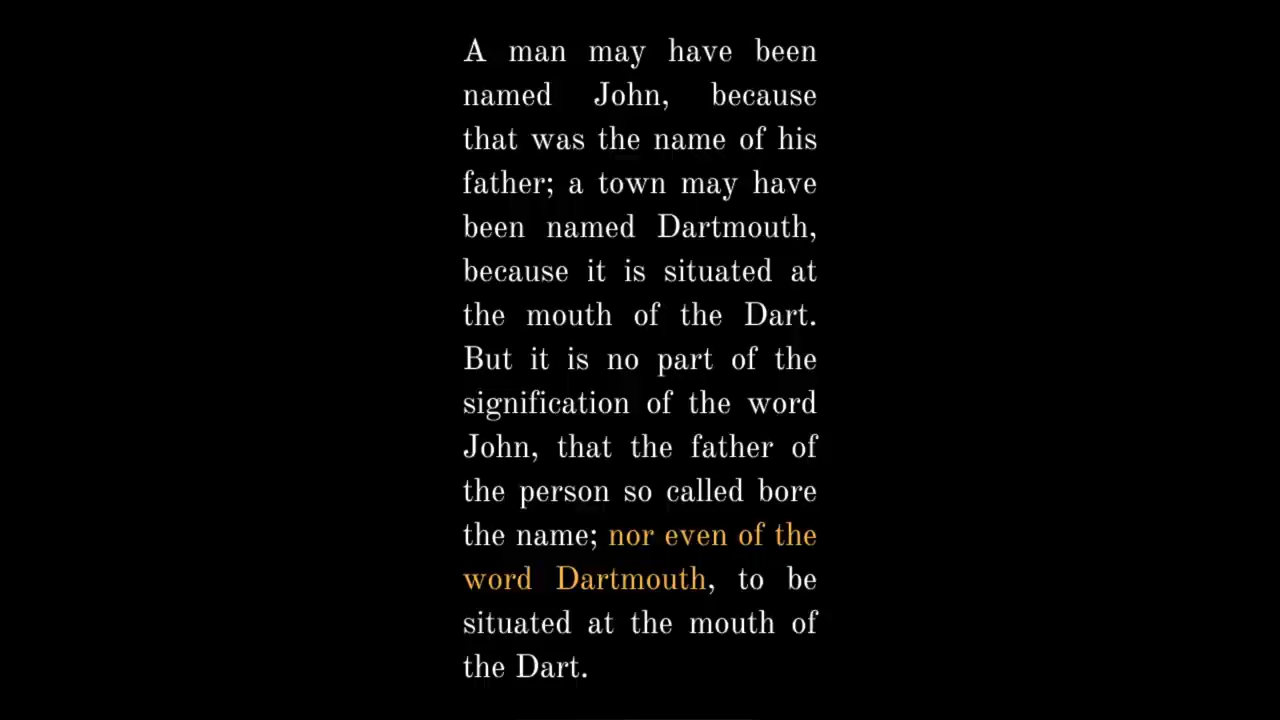 A man may have been
named John, because
that was the name of his
father; a town may have
been named Dartmouth,
because it is situated at
the mouth of the Dart.
But it is no part of the
signification of the word
John, that the father of
the person so called bore
the name; nor even of the
word Dartmouth, to be
situated at the mouth of
the Dart.